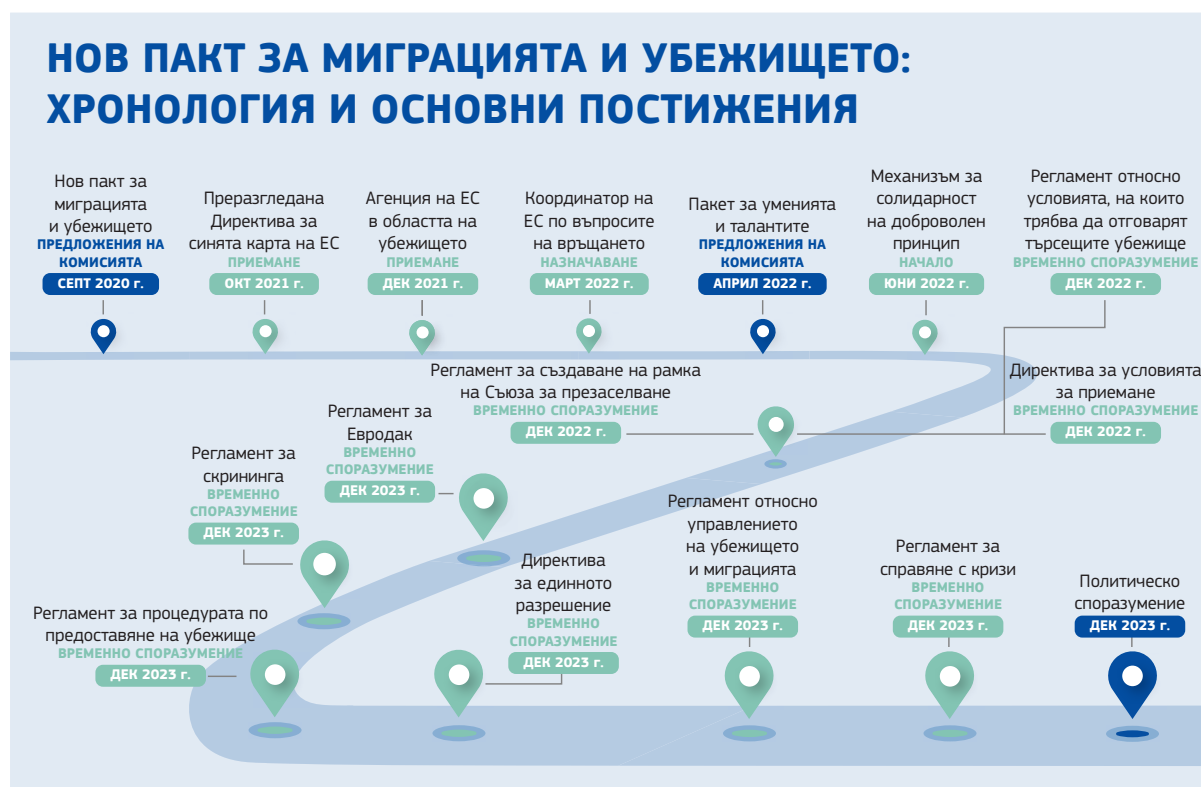 НОВ ПАКТ ЗА МИГРАЦИЯТА И УБЕЖИЩЕТО:
ХРОНОЛОГИЯ И ОСНОВНИ ПОСТИЖЕНИЯ
Нов пакт за
миграцията
и убежището
ПРЕДЛОЖЕНИЯ НА
КОМИСИЯТА
СЕПТ 2020 г.
Преразгледана
Директива за
синята карта на ЕС
ПРИЕМАНЕ
ОКТ 2021 г.
Агенция на ЕС
в областта на
убежището
ПРИЕМАНЕ
ДЕК 2021 г.
Координатор на
ЕС по въпросите
на връщането
НАЗНАЧАВАНЕ
МАРТ 2022 г.
Пакет за уменията
и талантите
ПРЕДЛОЖЕНИЯ НА
КОМИСИЯТА
АПРИЛ 2022 г.
Механизъм за
солидарност
на доброволен
принцип
НАЧАЛО
ЮНИ 2022 г.
Регламент относно
условията, на които
трябва да отговарят
търсещите убежище
ВРЕМЕННО СПОРАЗУМЕНИЕ
ДЕК 2022 г.
Регламент за създаване на рамка
на Съюза за презаселване
ВРЕМЕННО СПОРАЗУМЕНИЕ
ДЕК 2022 г.
Директива за условията
за приемане
ВРЕМЕННО СПОРАЗУМЕНИЕ
ДЕК 2022 г.
Регламент за
Евродак
ВРЕМЕННО
СПОРАЗУМЕНИЕ
ДЕК 2023 г.
Регламент за
скрининга
ВРЕМЕННО
СПОРАЗУМЕНИЕ
ДЕК 2023 г.
Регламент за процедурата по
предоставяне на убежище
ВРЕМЕННО СПОРАЗУМЕНИЕ
ДЕК 2023 г.
Директива
за единното
разрешение
ВРЕМЕННО
СПОРАЗУМЕНИЕ
ДЕК 2023 г.
Регламент относно
управлението
на убежището
и миграцията
ВРЕМЕННО
СПОРАЗУМЕНИЕ
ДЕК 2023 г.
Регламент за
справяне с кризи
ВРЕМЕННО
СПОРАЗУМЕНИЕ
ДЕК 2023 г.
Политическо
споразумение
ДЕК 2023 г.